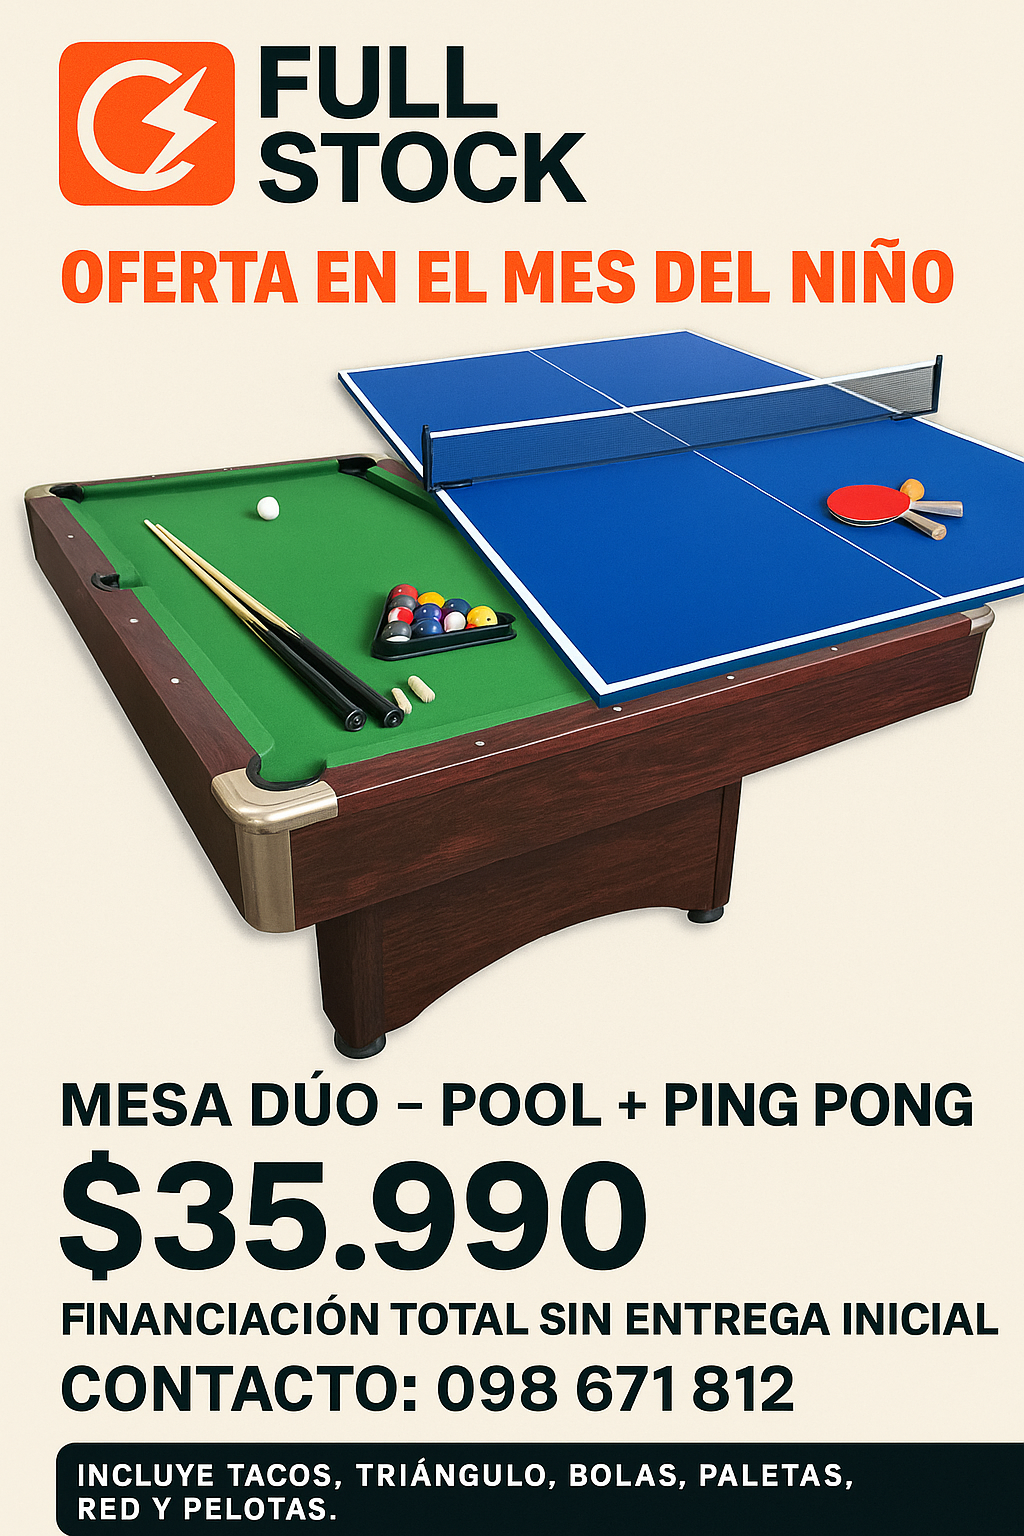 FULL
STOCK
OFERTA EN EL MES DEL NIÑO
MESA DÚO – POOL + PING PONG
$35.990
FINANCIACIÓN TOTAL SIN ENTREGA INICIAL
CONTACTO: 098 671 812
INCLUYE TACOS, TRIÁNGULO, BOLAS, PALETAS,
RED Y PELOTAS.